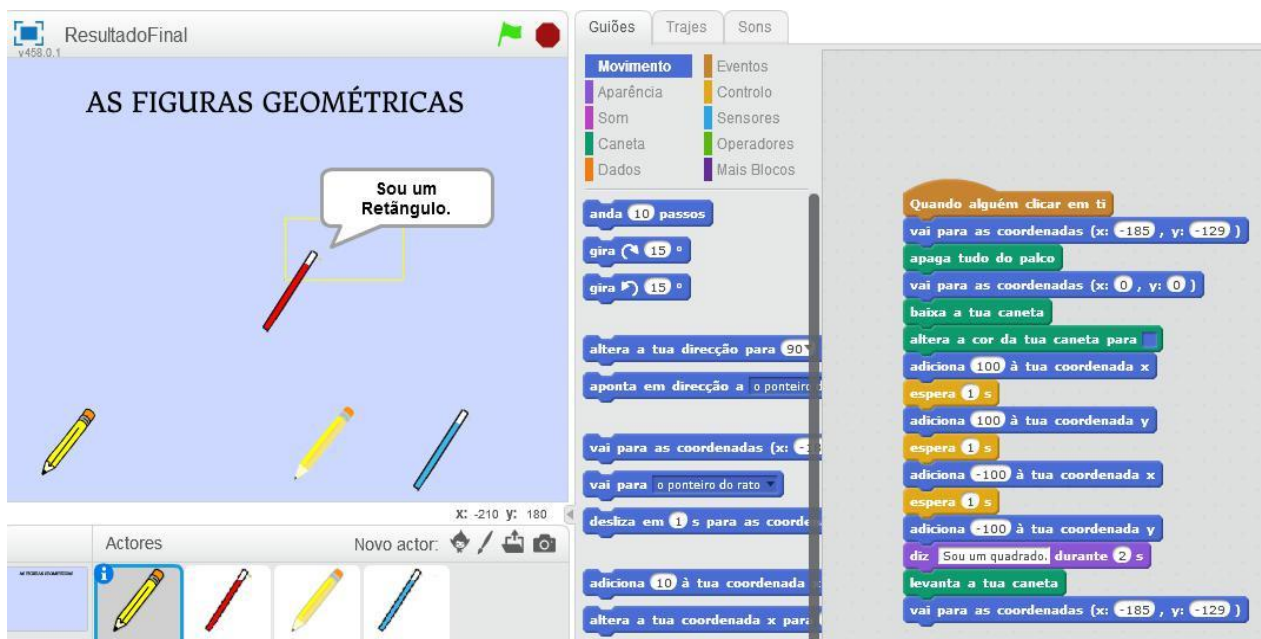 ResultadoFinal
v458.0.1
AS FIGURAS GEOMÉTRICAS
Sou um
Retãngulo.
X: -210 y: 180
Actores
Novo actor:
AS FIGURAS GEOMÉTRICAS
Guiões
Trajes
Sons
Movimento
Eventos
Aparência
Controlo
Som
Sensores
Caneta
Operadores
Dados
Mais Blocos
anda 10 passos
gira 15 °
gira 15 °
altera a tua direcção para 90
aponta em direcção a o ponteiro
vai para as coordenadas (x:
vai para o ponteiro do rato
desliza em 1 s para as coorde
adiciona 10 à tua coordenada
altera a tua coordenada x para
Quando alguém clicar em ti
vai para as coordenadas (x: -185 , y: -129 )
apaga tudo do palco
vai para as coordenadas (x: 0 , y: 0 )
baixa a tua caneta
altera a cor da tua caneta para
adiciona 100 à tua coordenada x
espera 1 s
adiciona 100 à tua coordenada y
espera 1 s
adiciona -100 à tua coordenada x
espera 1 s
adiciona -100 à tua coordenada y
diz Sou um quadrado. durante 2 s
levanta a tua caneta
vai para as coordenadas (x: -185 , y: -129 )